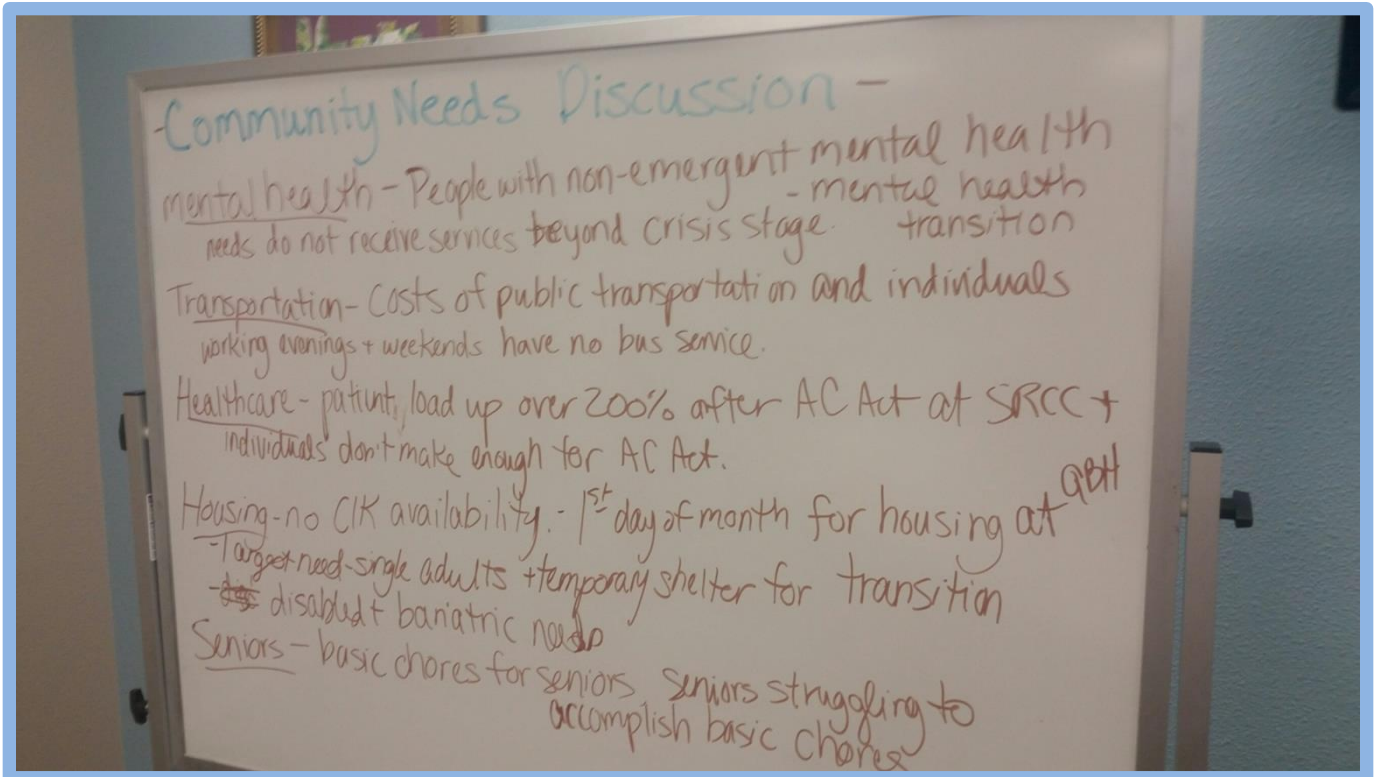 -Community Needs Discussion-
mental health - People with non-emergent mental health
needs do not receive services beyond crisis stage.
- mental health
transition
Transportation - Costs of public transportation and individuals
working evenings + weekends have no bus service.
Healthcare - patient load up over 200% after AC Act at SRCC +
individuals don't make enough for AC Act.
Housing - no CIK availability. - 1st day of month for housing at GBH
- Target need - single adults + temporary shelter for transition
- disabled + bariatric needs
Seniors - basic chores for seniors seniors struggling to
accomplish basic chores